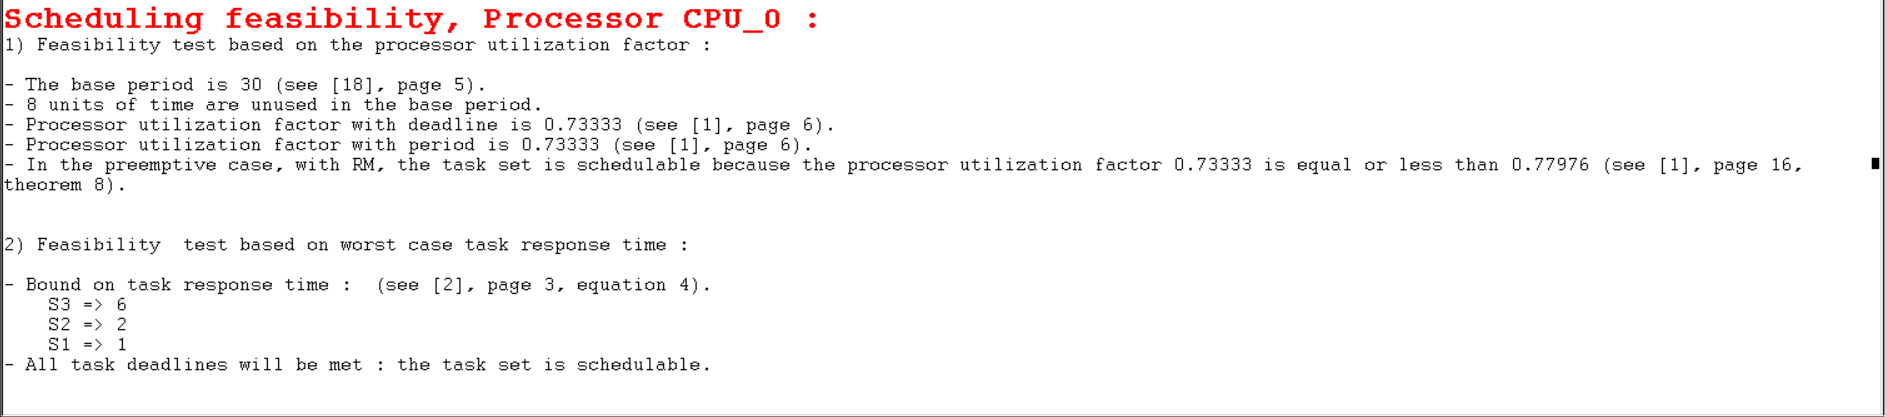 Scheduling feasibility, Processor CPU_0 :
1) Feasibility test based on the processor utilization factor :
- The base period is 30 (see [18], page 5).
- 8 units of time are unused in the base period.
- Processor utilization factor with deadline is 0.73333 (see [1], page 6).
- Processor utilization factor with period is 0.73333 (see [1], page 6).
- In the preemptive case, with RM, the task set is schedulable because the processor utilization factor 0.73333 is equal or less than 0.77976 (see [1], page 16,
theorem 8).
2) Feasibility  test based on worst case task response time :
- Bound on task response time :  (see [2], page 3, equation 4).
S3 => 6
S2 => 2
S1 => 1
- All task deadlines will be met : the task set is schedulable.